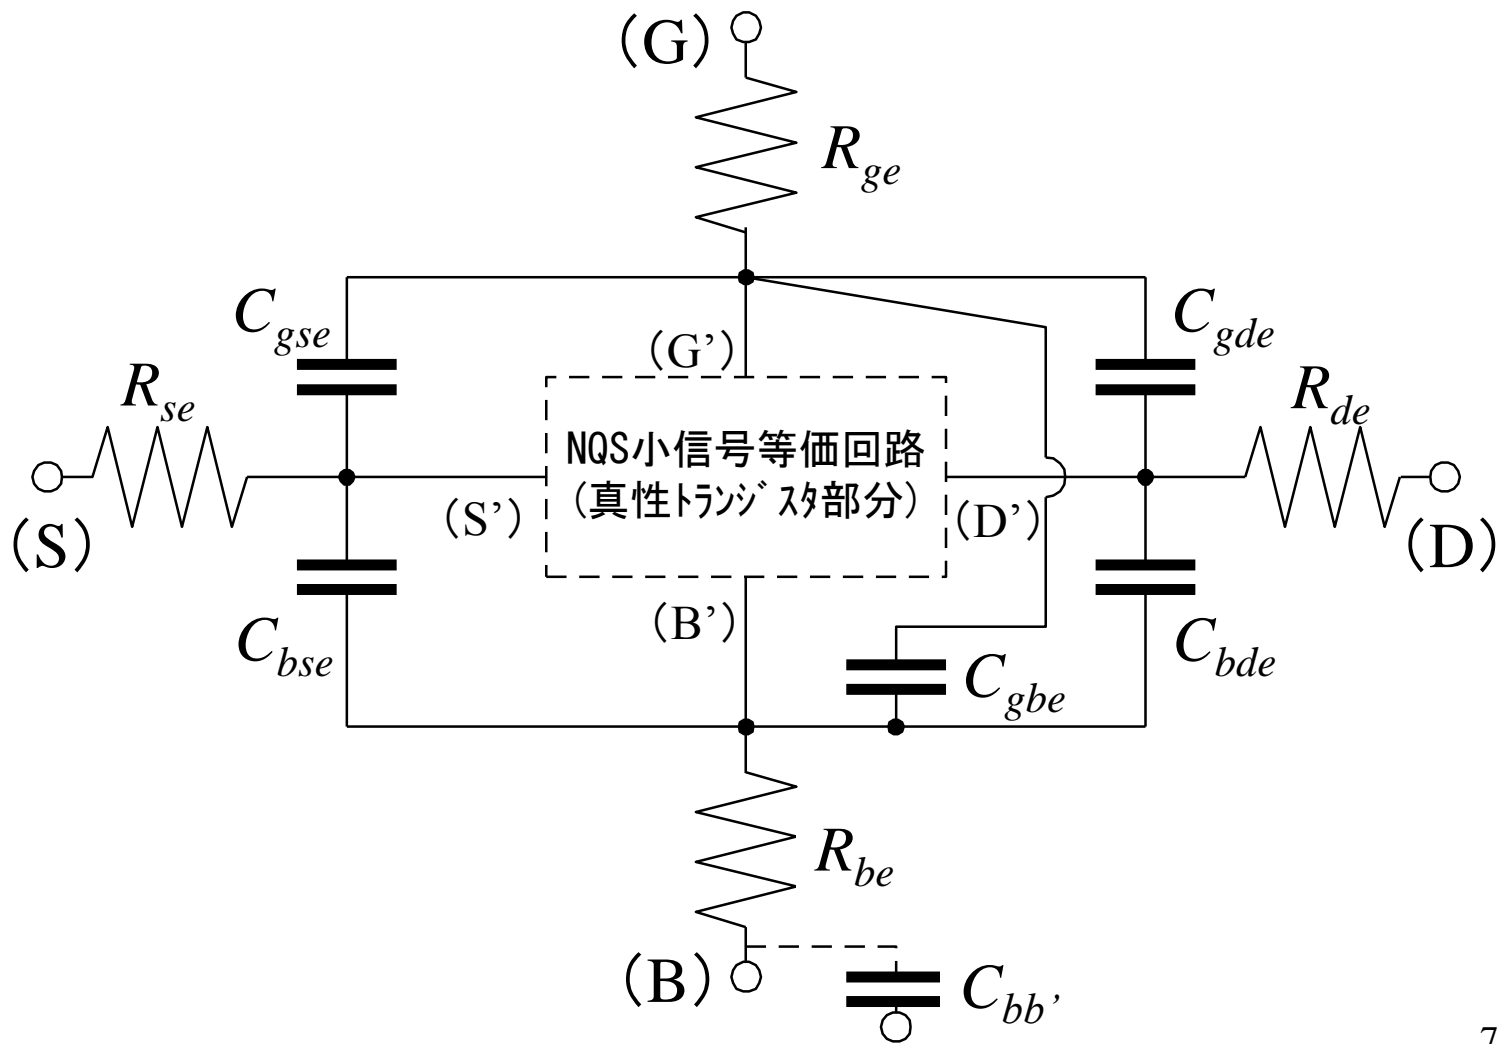 （G）
R_ge
C_gse
C_gde
（G’）
R_se
R_de
NQS小信号等価回路
（真性トランジスタ部分）
（S’）
（D’）
（S）
（D）
（B’）
C_bse
C_gbe
C_bde
R_be
（B）
C_bb’
7